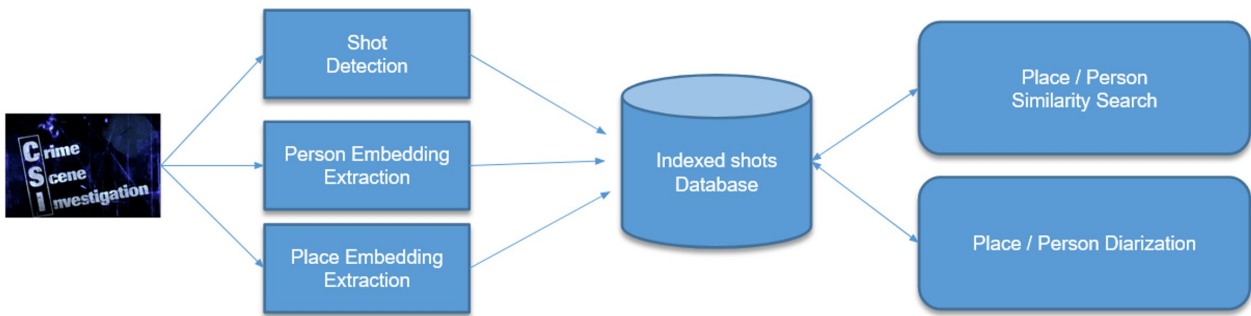 Crime
Scene
Investigation
Shot
Detection
Person Embedding
Extraction
Place Embedding
Extraction
Indexed shots
Database
Place / Person
Similarity Search
Place / Person Diarization